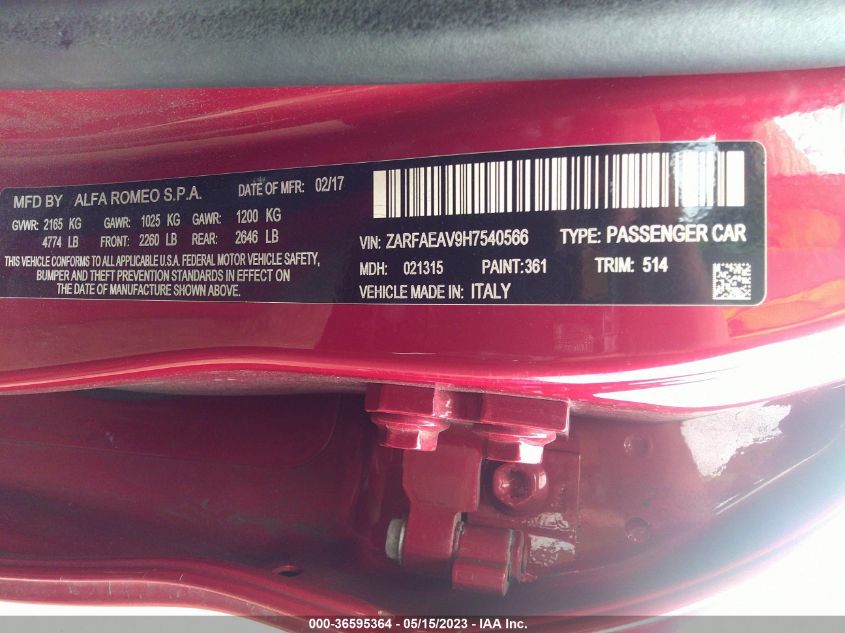 MFD BY ALFA ROMEO S.P.A. DATE OF MFR: 02/17
GVWR: 2165 KG GAWR: 1025 KG GAWR: 1200 KG
4774 LB FRONT: 2260 LB REAR: 2646 LB
THIS VEHICLE CONFORMS TO ALL APPLICABLE U.S.A. FEDERAL MOTOR VEHICLE SAFETY,
BUMPER AND THEFT PREVENTION STANDARDS IN EFFECT ON
THE DATE OF MANUFACTURE SHOWN ABOVE.
VIN: ZARFAEAV9H7540566 TYPE: PASSENGER CAR
MDH: 021315 PAINT:361 TRIM: 514
VEHICLE MADE IN: ITALY
000-36595364 - 05/15/2023 - IAA Inc.